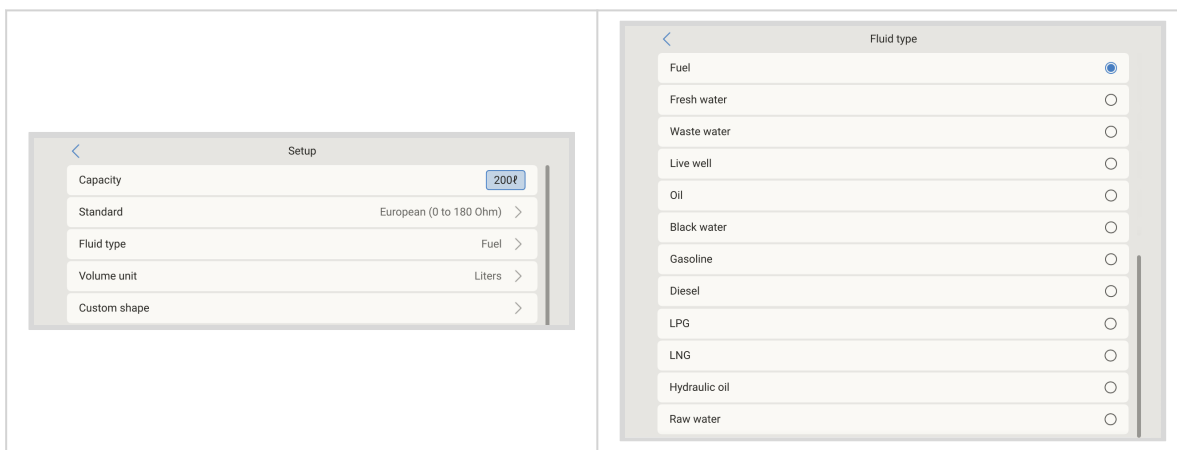 Setup
Capacity 200ℓ
Standard European (0 to 180 Ohm)
Fluid type Fuel
Volume unit Liters
Custom shape
Fluid type
Fuel
Fresh water
Waste water
Live well
Oil
Black water
Gasoline
Diesel
LPG
LNG
Hydraulic oil
Raw water